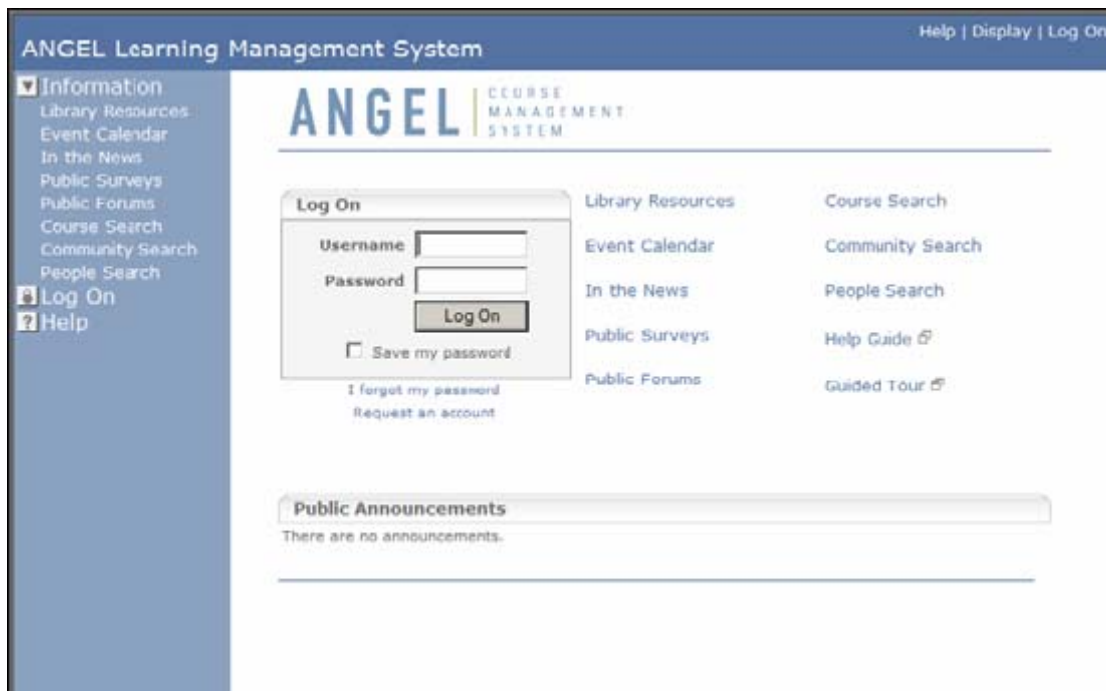 Help | Display | Log On
ANGEL Learning Management System
Information
Library Resources
Event Calendar
In the News
Public Surveys
Public Forums
Course Search
Community Search
People Search
Log On
? Help
ANGEL
COURSE
MANAGEMENT
SYSTEM
Log On
Username
Password
Log On
Save my password
I forgot my password
Request an account
Library Resources
Event Calendar
In the News
Public Surveys
Public Forums
Course Search
Community Search
People Search
Help Guide
Guided Tour
Public Announcements
There are no announcements.